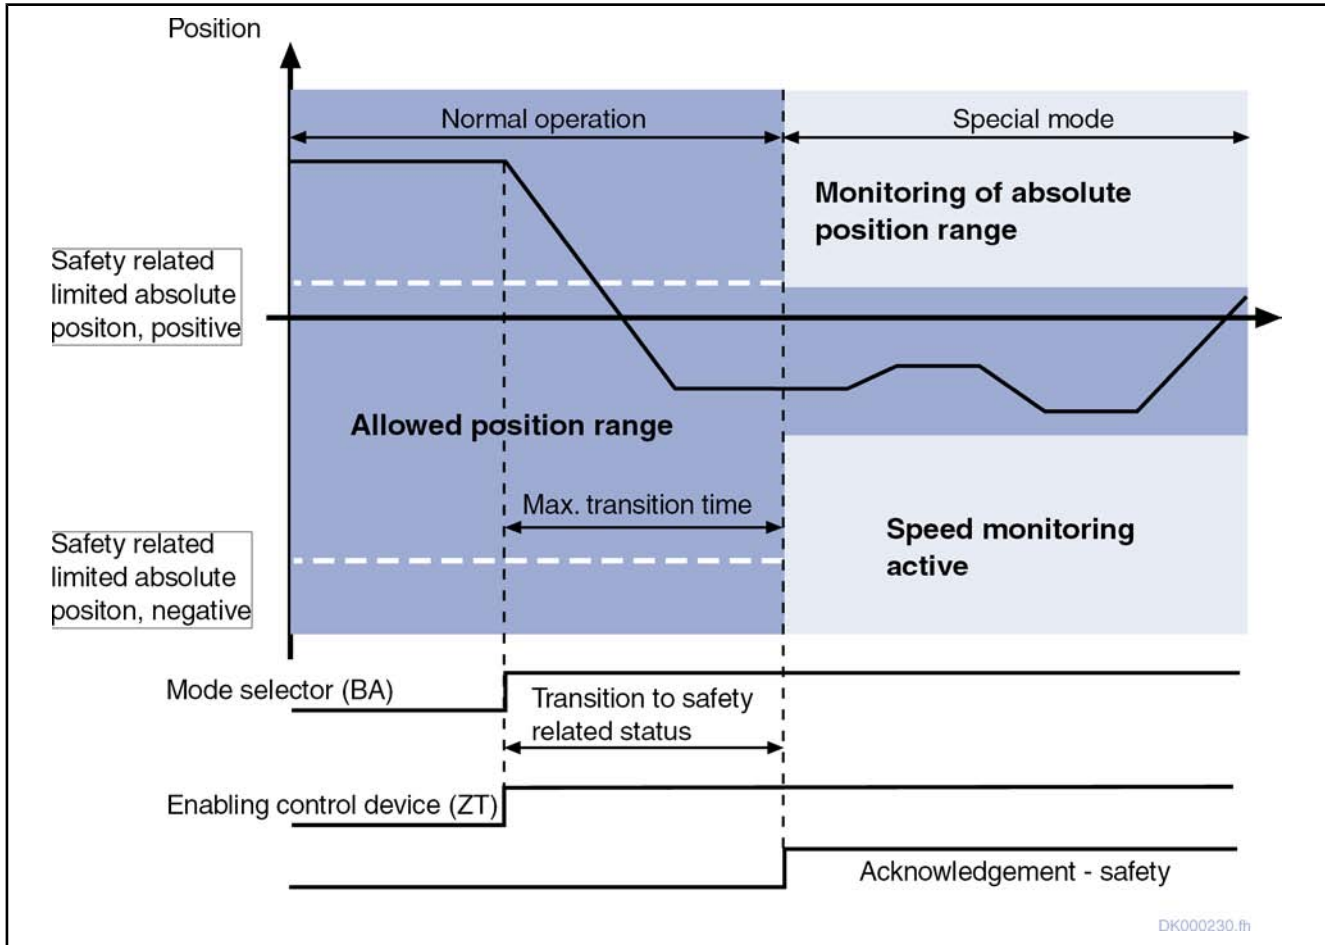 Position
Normal operation
Special mode
Monitoring of absolute
position range
Safety related
limited absolute
positon, positive
Allowed position range
Max. transition time
Speed monitoring
active
Safety related
limited absolute
positon, negative
Mode selector (BA)
Transition to safety
related status
Enabling control device (ZT)
Acknowledgement - safety
DK000230.fh